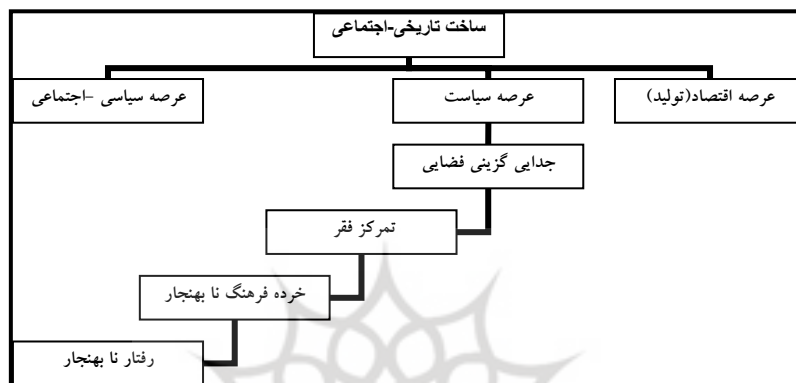 ساخت تاریخی-اجتماعی
عرصه اقتصاد(تولید)
عرصه سیاست
عرصه سیاسی -اجتماعی
جدایی گزینی فضایی
تمرکز فقر
خرده فرهنگ نا بهنجار
رفتار نا بهنجار